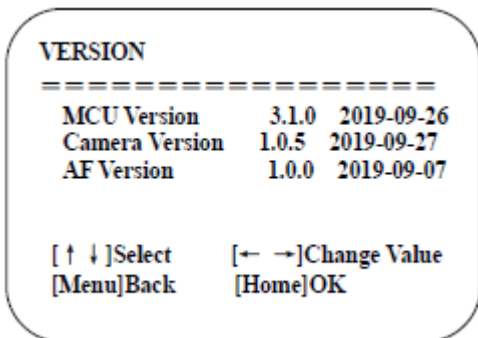 VERSION
==================
MCU Version 3.1.0 2019-09-26
Camera Version 1.0.5 2019-09-27
AF Version 1.0.0 2019-09-07
[↑ ↓]Select [← →]Change Value
[Menu]Back [Home]OK